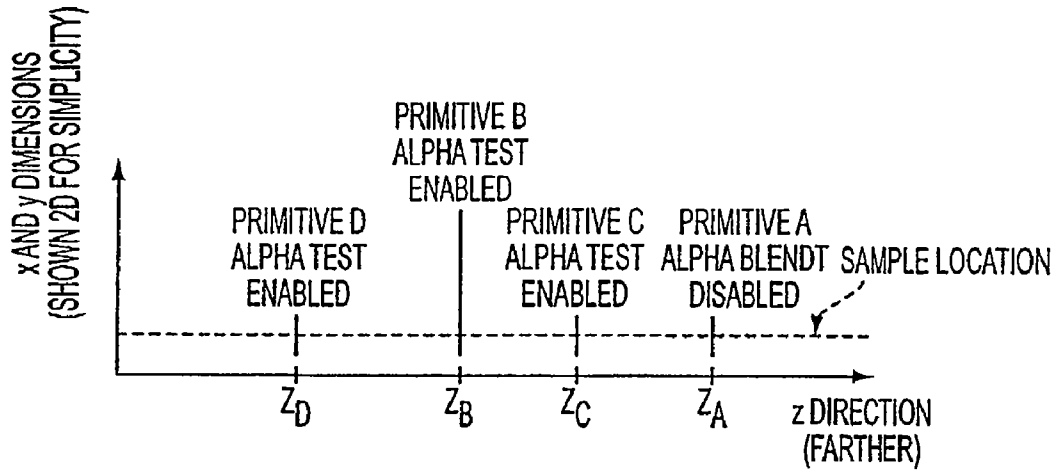 x AND y DIMENSIONS
(SHOWN 2D FOR SIMPLICITY)
PRIMITIVE B
ALPHA TEST
ENABLED
PRIMITIVE D
ALPHA TEST
ENABLED
PRIMITIVE C
ALPHA TEST
ENABLED
PRIMITIVE A
ALPHA BLENDT
DISABLED
SAMPLE LOCATION
ZD
ZB
ZC
ZA
z DIRECTION
(FARTHER)